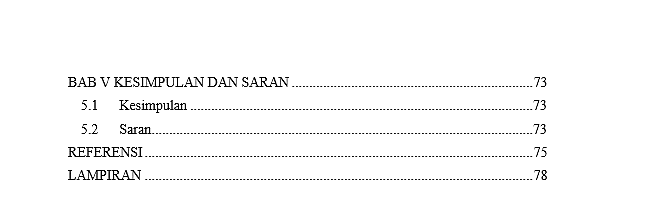 BAB V KESIMPULAN DAN SARAN ........................................................................73
5.1 Kesimpulan .......................................................................................................73
5.2 Saran..................................................................................................................73
REFERENSI ....................................................................................................................75
LAMPIRAN ....................................................................................................................78